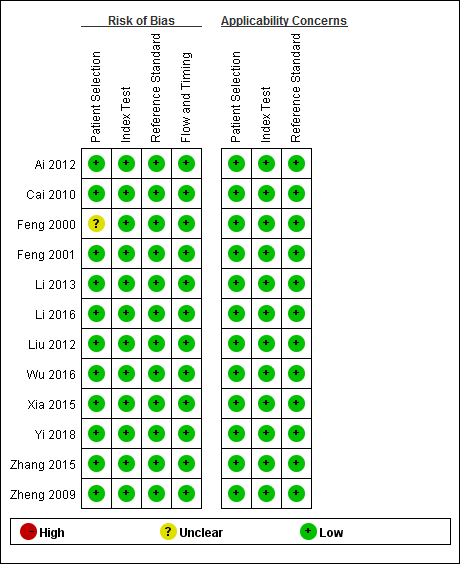 Risk of Bias Applicability Concerns
Patient Selection Index Test Reference Standard Flow and Timing Patient Selection Index Test Reference Standard
Ai 2012 + + + + + + +
Cai 2010 + + + + + + +
Feng 2000 ? + + + + + +
Feng 2001 + + + + + + +
Li 2013 + + + + + + +
Li 2016 + + + + + + +
Liu 2012 + + + + + + +
Wu 2016 + + + + + + +
Xia 2015 + + + + + + +
Yi 2018 + + + + + + +
Zhang 2015 + + + + + + +
Zheng 2009 + + + + + + +
High ? Unclear + Low